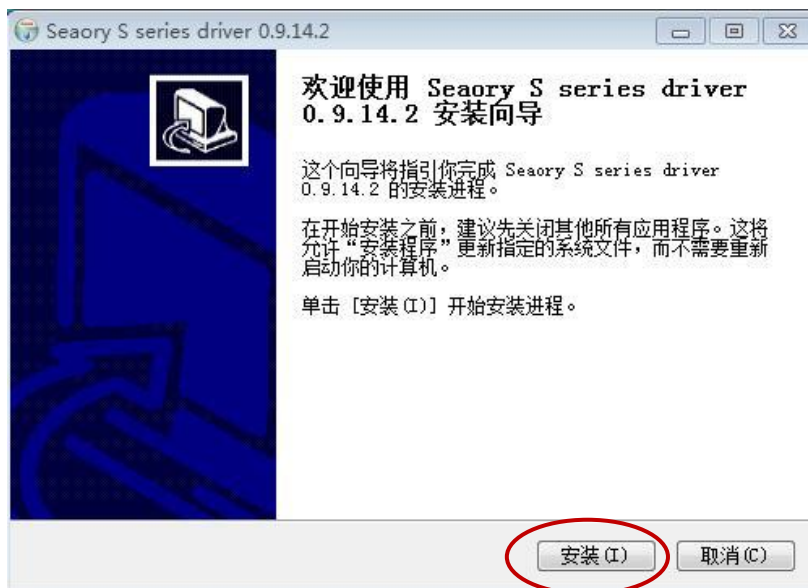 Seaory S series driver 0.9.14.2
欢迎使用 Seaory S series driver
0.9.14.2 安装向导
这个向导将指引你完成 Seaory S series driver
0.9.14.2 的安装进程。
在开始安装之前，建议先关闭其他所有应用程序。这将
允许“安装程序”更新指定的系统文件，而不需要重新
启动你的计算机。
单击 [安装(I)] 开始安装进程。
安装(I) 取消(C)